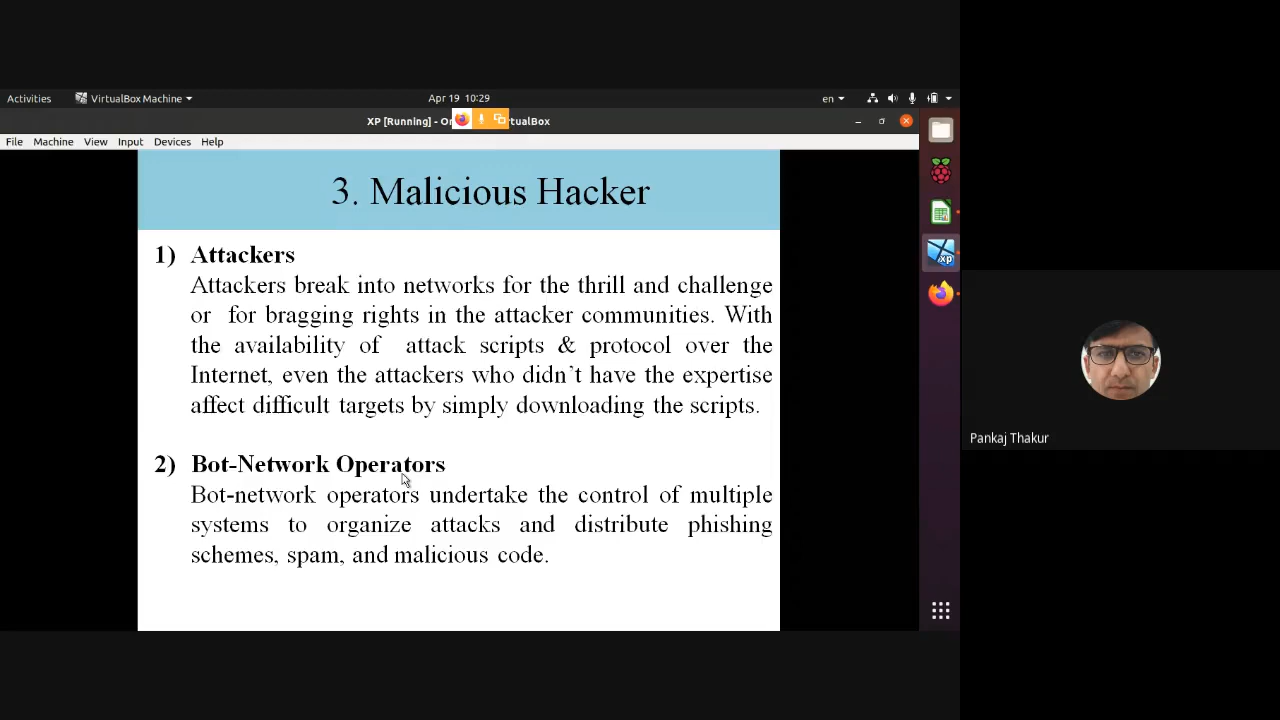 Activities
VirtualBox Machine
Apr 19 10:29
en
XP [Running] - Or
tualBox
File Machine View Input Devices Help
3. Malicious Hacker
1) Attackers
Attackers break into networks for the thrill and challenge
or for bragging rights in the attacker communities. With
the availability of attack scripts & protocol over the
Internet, even the attackers who didn't have the expertise
affect difficult targets by simply downloading the scripts.
2) Bot-Network Operators
Bot-network operators undertake the control of multiple
systems to organize attacks and distribute phishing
schemes, spam, and malicious code.
xp
Pankaj Thakur